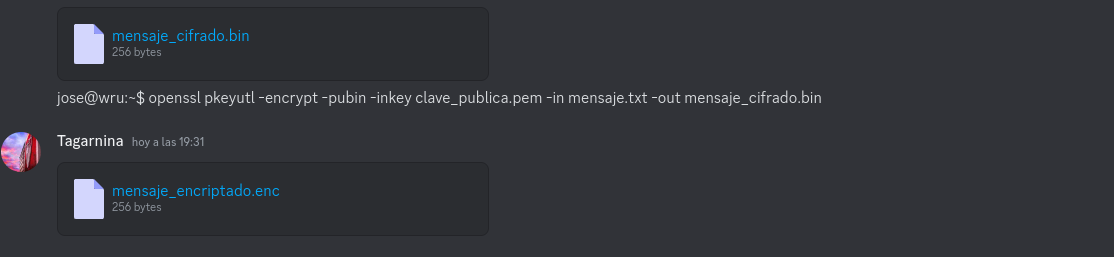 mensaje_cifrado.bin
256 bytes
jose@wru:~$ openssl pkeyutl -encrypt -pubin -inkey clave_publica.pem -in mensaje.txt -out mensaje_cifrado.bin
Tagarnina hoy a las 19:31
mensaje_encriptado.enc
256 bytes